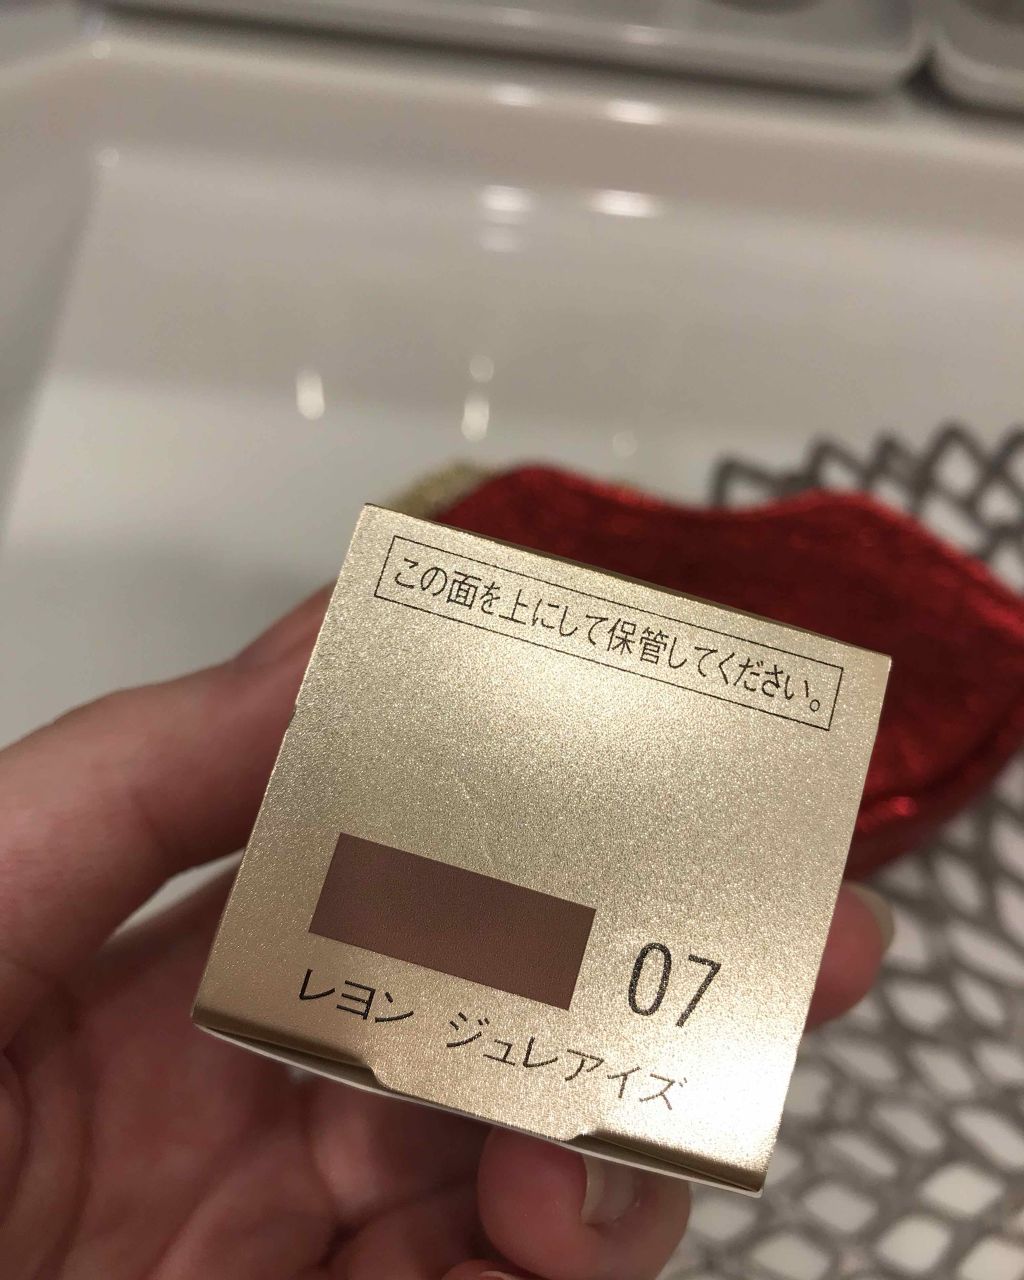 この面を上にして保管してください。
07
レヨン ジュレアイズ